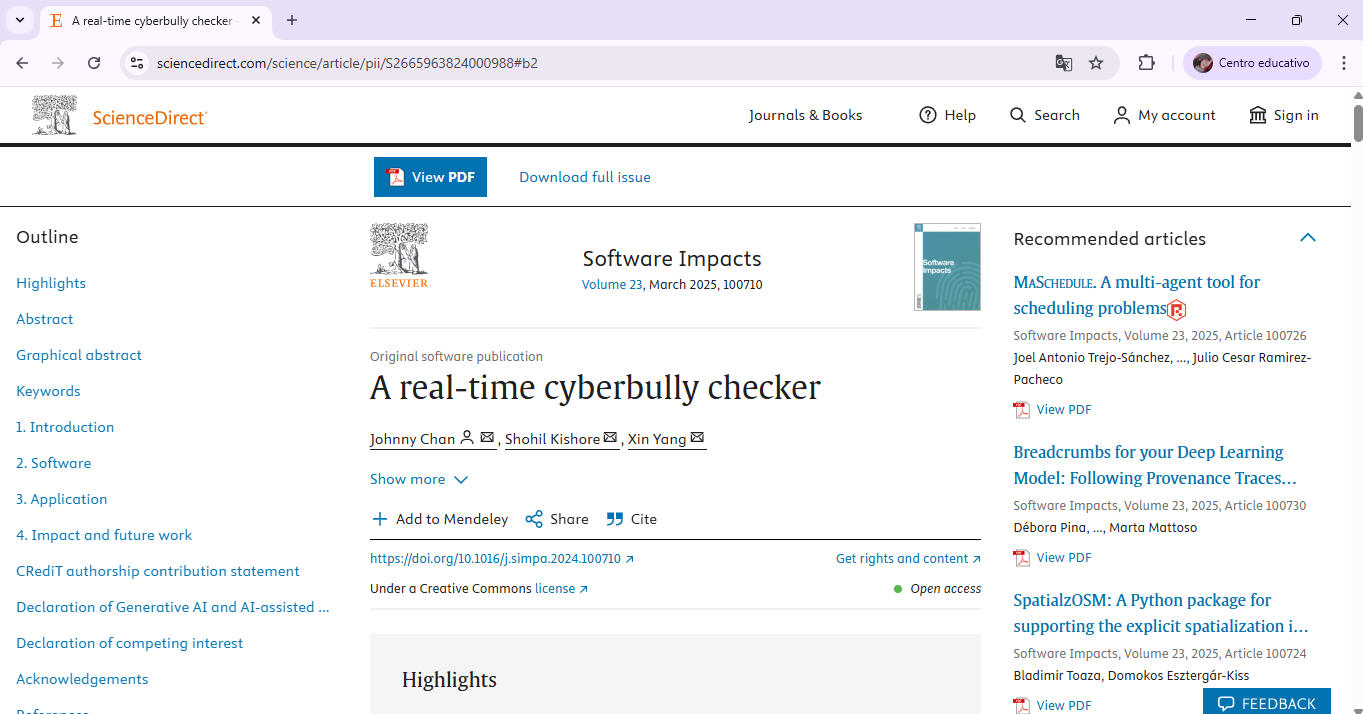 A real-time cyberbully checker -
sciencedirect.com/science/article/pii/S2665963824000988#b2
Centro educativo
ScienceDirect
Journals & Books
Help
Search
My account
Sign in
View PDF
Download full issue
Outline
Highlights
Abstract
Graphical abstract
Keywords
1. Introduction
2. Software
3. Application
4. Impact and future work
CRediT authorship contribution statement
Declaration of Generative AI and AI-assisted ...
Declaration of competing interest
Acknowledgements
References
ELSEVIER
Software Impacts
Volume 23, March 2025, 100710
Software
Impacts
Original software publication
A real-time cyberbully checker
Johnny Chan, Shohil Kishore, Xin Yang
Show more
Add to Mendeley
Share
Cite
https://doi.org/10.1016/j.simpa.2024.100710
Get rights and content
Under a Creative Commons license
Open access
Highlights
Recommended articles
MASCHEDULE. A multi-agent tool for
scheduling problems
Software Impacts, Volume 23, 2025, Article 100726
Joel Antonio Trejo-Sánchez, ..., Julio Cesar Ramirez-
Pacheco
View PDF
Breadcrumbs for your Deep Learning
Model: Following Provenance Traces...
Software Impacts, Volume 23, 2025, Article 100730
Débora Pina, ..., Marta Mattoso
View PDF
SpatialzOSM: A Python package for
supporting the explicit spatialization i...
Software Impacts, Volume 23, 2025, Article 100724
Bladimir Toaza, Domokos Esztergár-Kiss
View PDF
FEEDBACK